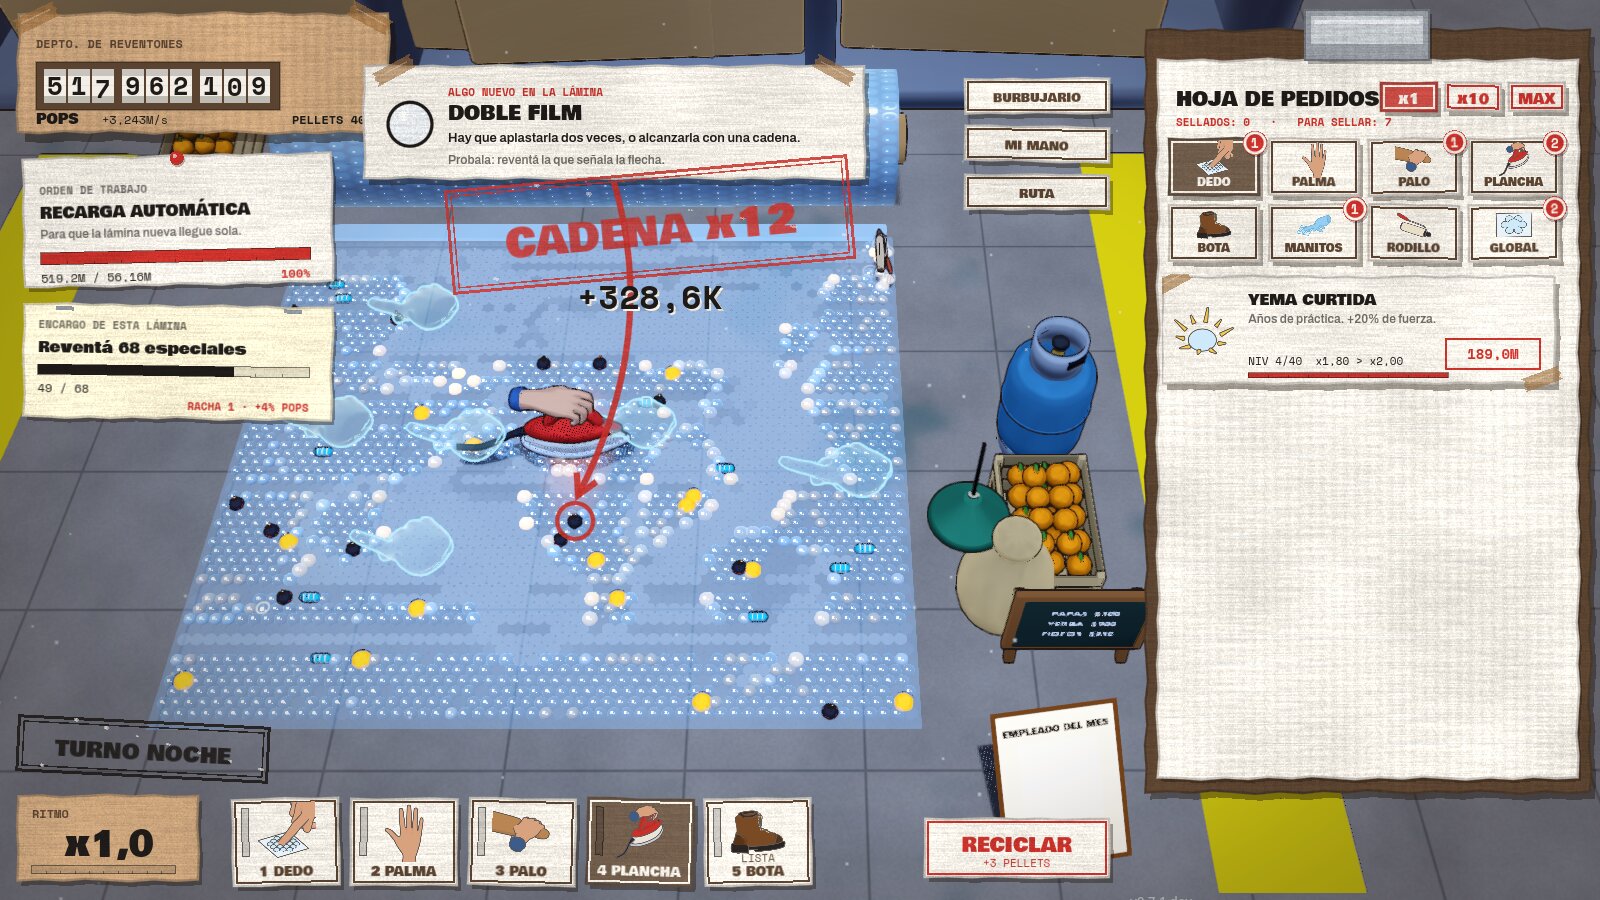 DEPTO. DE REVENTONES
517 962 109
POPS +3,243M/s PELLETS 40
ALGO NUEVO EN LA LÁMINA
DOBLE FILM
Hay que aplastarla dos veces, o alcanzarla con una cadena.
Probala: reventá la que señala la flecha.
ORDEN DE TRABAJO
RECARGA AUTOMÁTICA
Para que la lámina nueva llegue sola.
519.2M / 56,16M 100%
ENCARGO DE ESTA LÁMINA
Reventá 68 especiales
49 / 68
RACHA 1 · +4% POPS
CADENA x12
+328,6K
BURBUJARIO
MI MANO
RUTA
HOJA DE PEDIDOS x1 x10 MAX
SELLADOS: 0 · PARA SELLAR: 7
DEDO 1
PALMA
PALO 1
PLANCHA 2
BOTA
MANITOS 1
RODILLO
GLOBAL 2
YEMA CURTIDA
Años de práctica. +20% de fuerza.
NIV 4/40 x1,80 > x2,00
189,0M
EMPLEADO DEL MES
TURNO NOCHE
RITMO
x1,0
1 DEDO
2 PALMA
3 PALO
4 PLANCHA
LISTA
5 BOTA
RECICLAR
+3 PELLETS